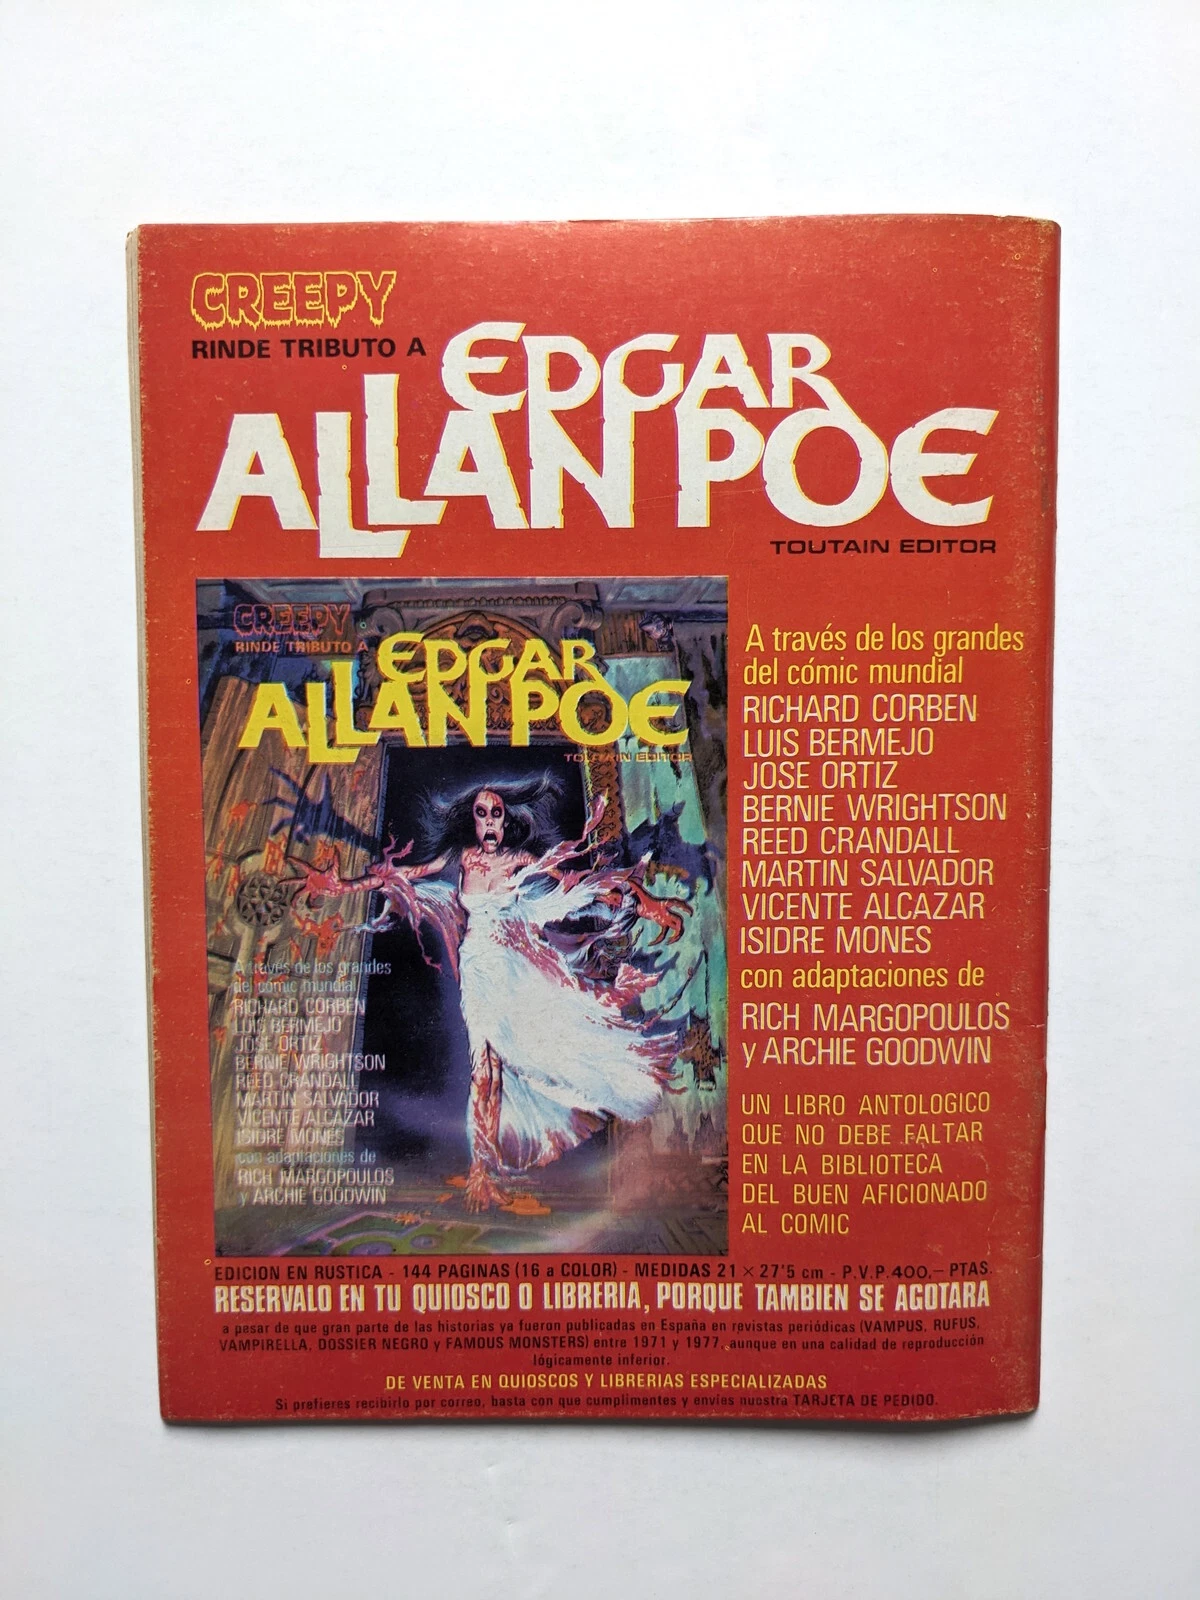 CREEPY
RINDE TRIBUTO A
EDGAR
ALLAN POE
TOUTAIN EDITOR
CREEPY
RINDE TRIBUTO A
EDGAR
ALLAN POE
TOUTAIN EDITOR
A través de los grandes
del cómic mundial
RICHARD CORBEN
LUIS BERMEJO
JOSE ORTIZ
BERNIE WRIGHTSON
REED CRANDALL
MARTIN SALVADOR
VICENTE ALCAZAR
ISIDRE MONES
con adaptaciones de
RICH MARGOPOULOS
y ARCHIE GOODWIN
A través de los grandes
del cómic mundial
RICHARD CORBEN
LUIS BERMEJO
JOSE ORTIZ
BERNIE WRIGHTSON
REED CRANDALL
MARTIN SALVADOR
VICENTE ALCAZAR
ISIDRE MONES
con adaptaciones de
RICH MARGOPOULOS
y ARCHIE GOODWIN
UN LIBRO ANTOLOGICO
QUE NO DEBE FALTAR
EN LA BIBLIOTECA
DEL BUEN AFICIONADO
AL COMIC
EDICION EN RUSTICA - 144 PAGINAS (16 a COLOR) - MEDIDAS 21 × 27'5 cm - P.V.P. 400.— PTAS.
RESERVALO EN TU QUIOSCO O LIBRERIA, PORQUE TAMBIEN SE AGOTARA
a pesar de que gran parte de las historias ya fueron publicadas en España en revistas periódicas (VAMPUS, RUFUS,
VAMPIRELLA, DOSSIER NEGRO y FAMOUS MONSTERS) entre 1971 y 1977, aunque en una calidad de reproducción
lógicamente inferior.
DE VENTA EN QUIOSCOS Y LIBRERIAS ESPECIALIZADAS
Si prefieres recibirlo por correo, basta con que cumplimentes y envíes nuestra TARJETA DE PEDIDO.